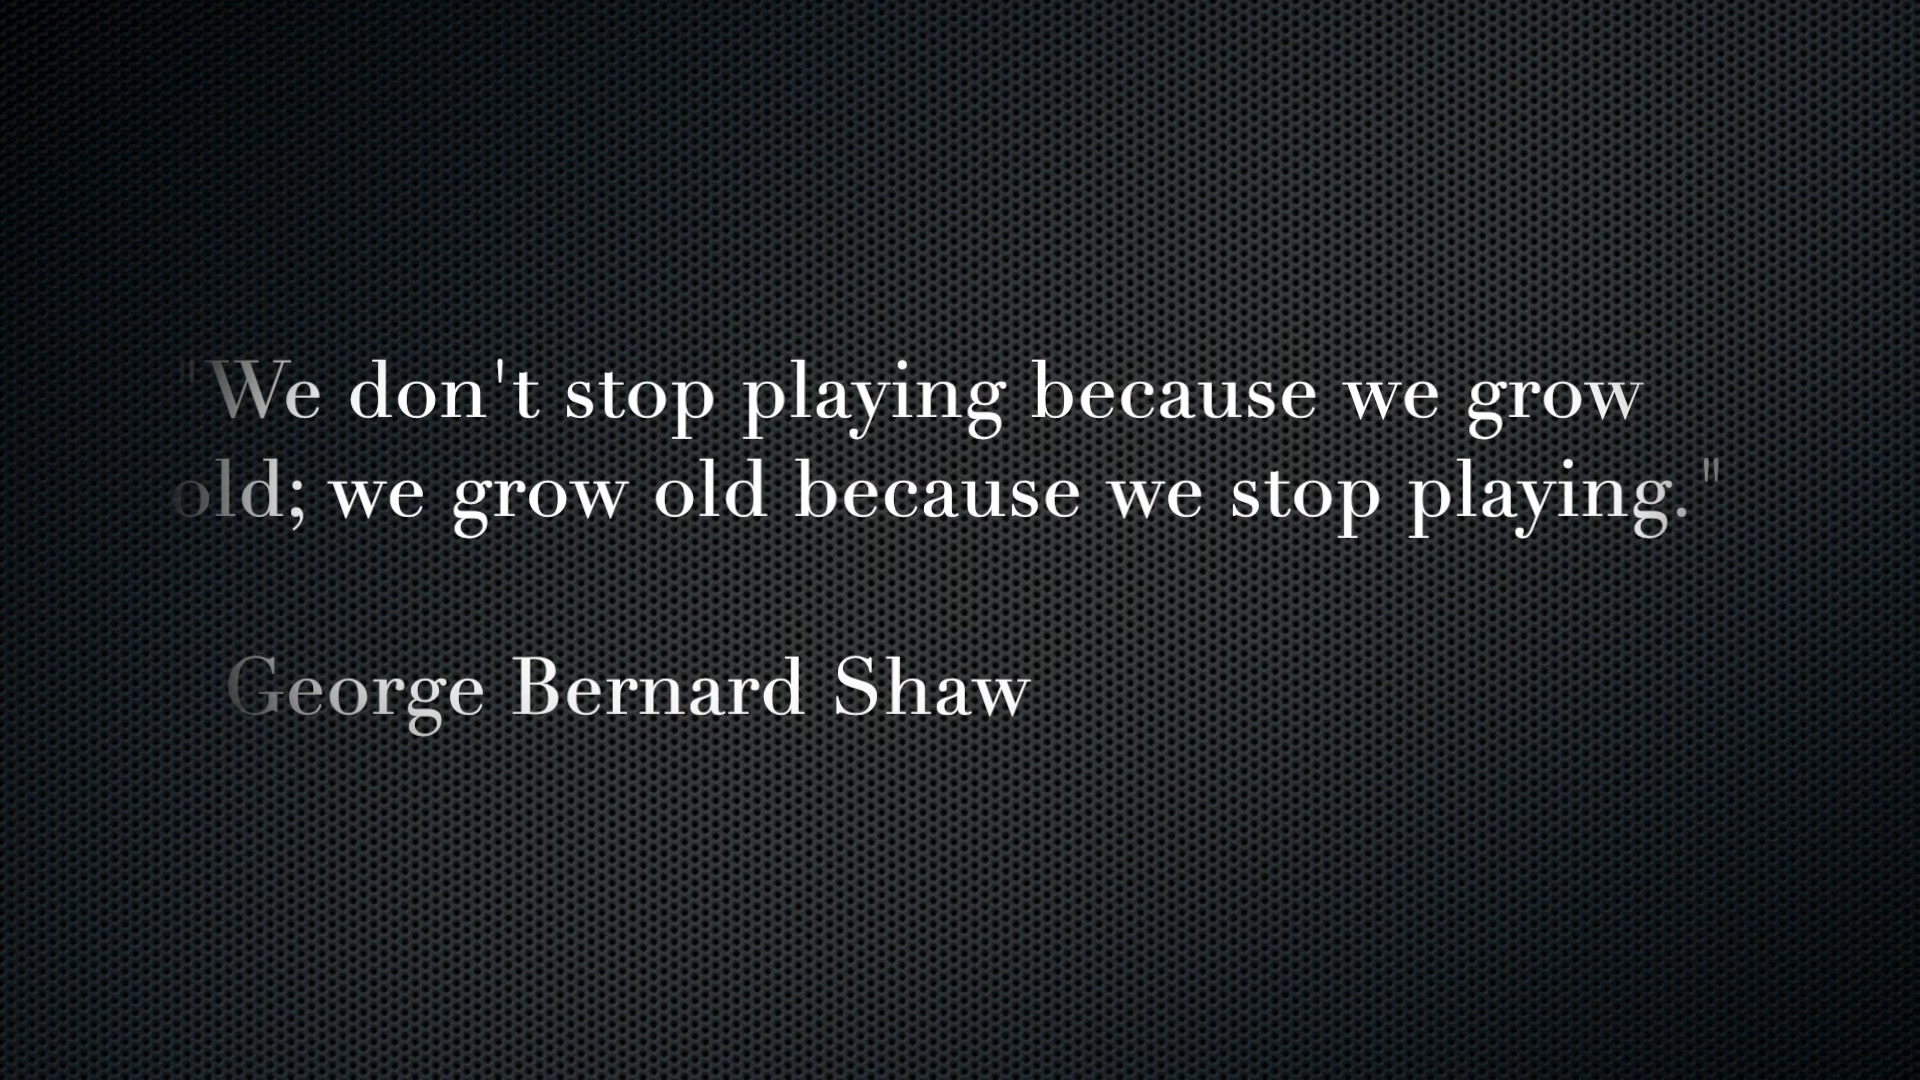 "We don't stop playing because we grow
old; we grow old because we stop playing."
George Bernard Shaw